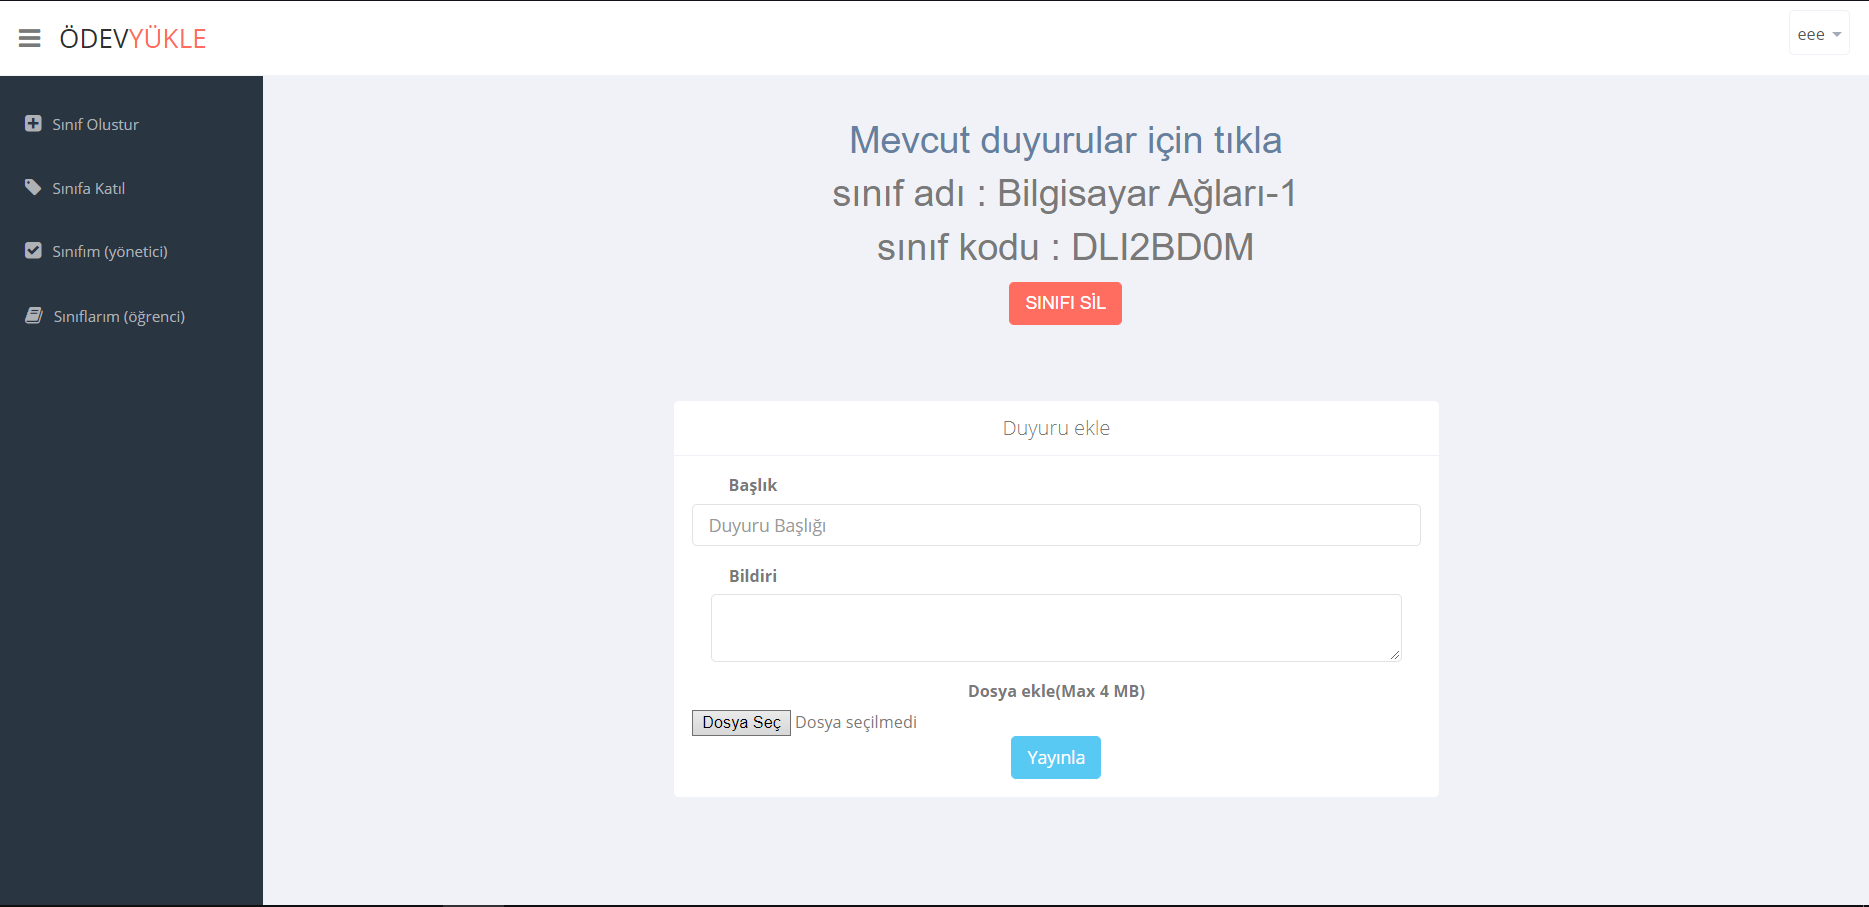 ÖDEVYÜKLE
eee
Sınıf Olustur
Sınıfa Katıl
Sınıfım (yönetici)
Sınıflarım (öğrenci)
Mevcut duyurular için tıkla
sınıf adı : Bilgisayar Ağları-1
sınıf kodu : DLI2BD0M
SINIFI SİL
Duyuru ekle
Başlık
Duyuru Başlığı
Bildiri
Dosya ekle(Max 4 MB)
Dosya Seç Dosya seçilmedi
Yayınla